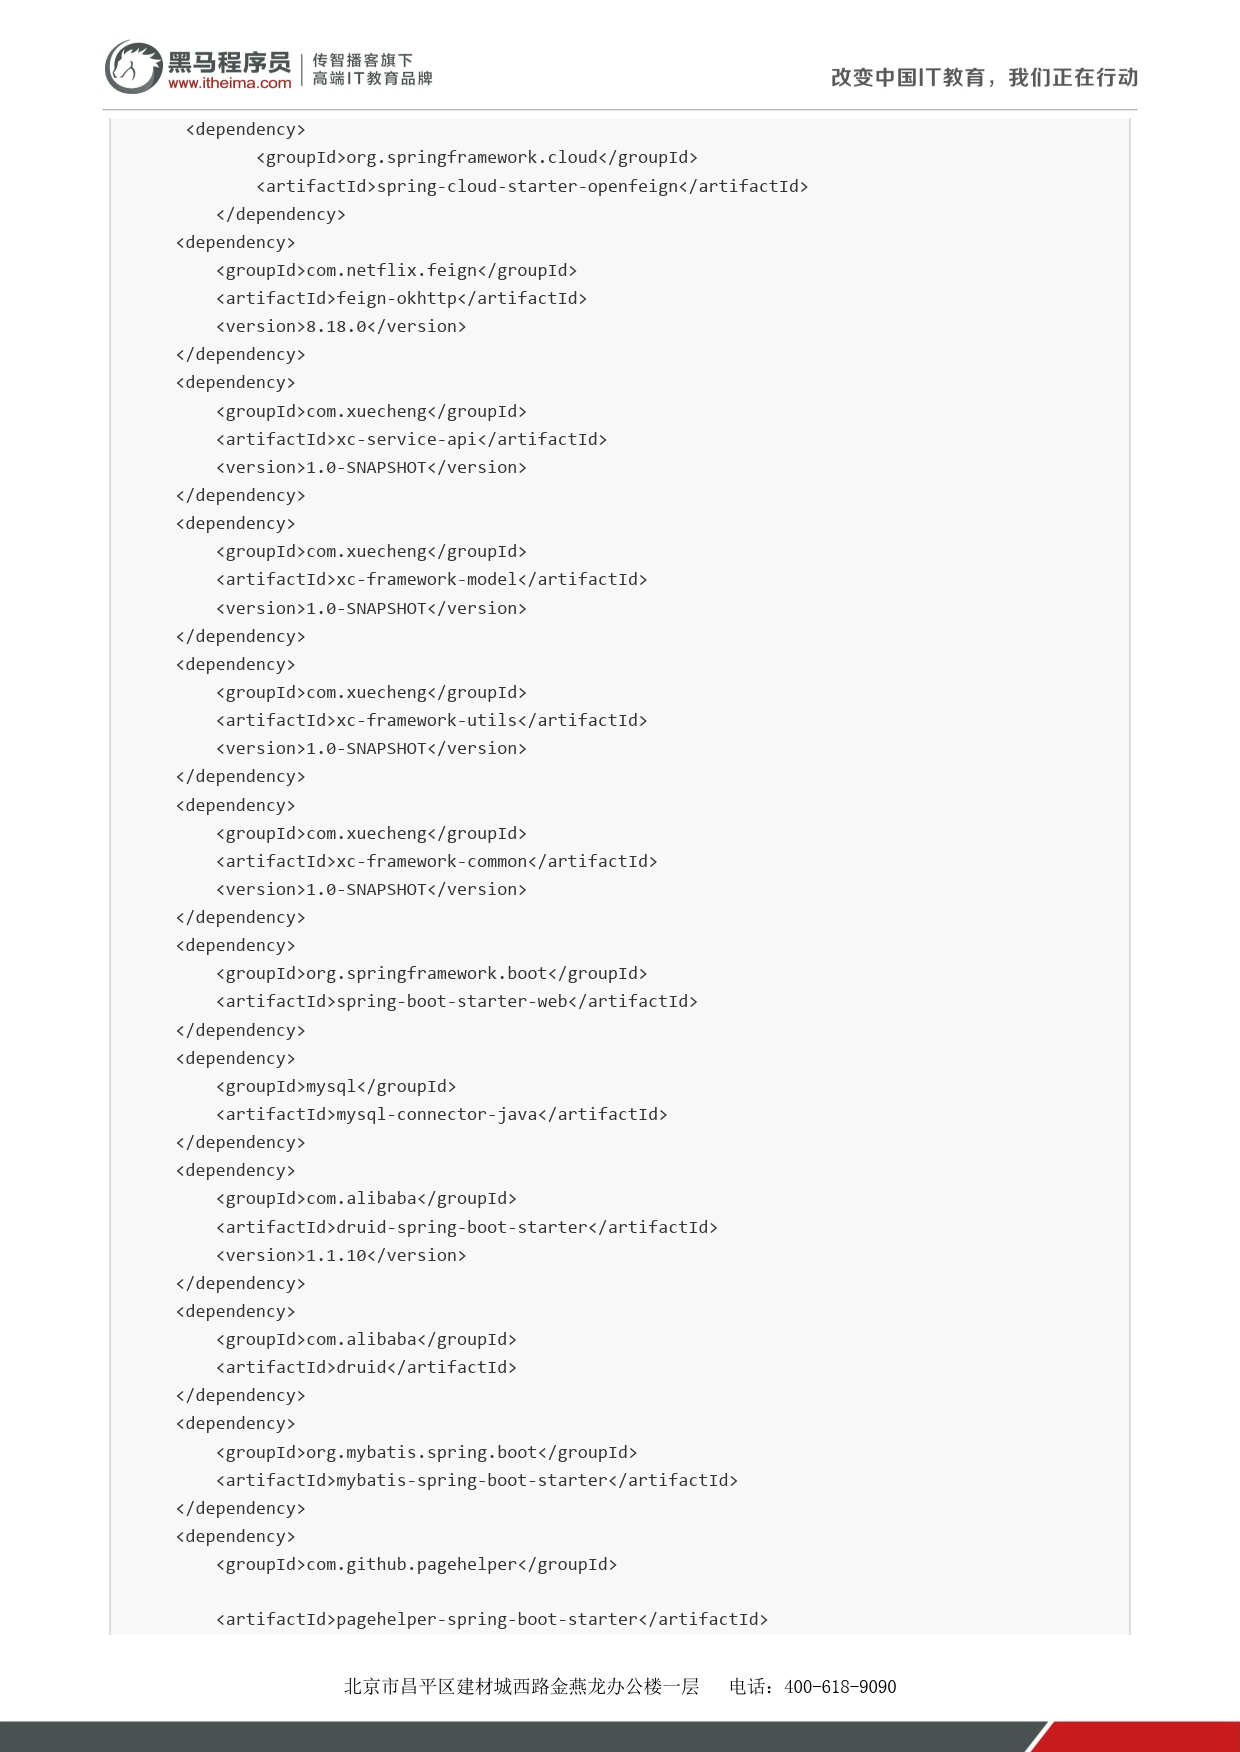 黑马程序员
www.itheima.com
传智播客旗下
高端IT教育品牌
改变中国IT教育，我们正在行动
<dependency>
<groupId>org.springframework.cloud</groupId>
<artifactId>spring-cloud-starter-openfeign</artifactId>
</dependency>
<dependency>
<groupId>com.netflix.feign</groupId>
<artifactId>feign-okhttp</artifactId>
<version>8.18.0</version>
</dependency>
<dependency>
<groupId>com.xuecheng</groupId>
<artifactId>xc-service-api</artifactId>
<version>1.0-SNAPSHOT</version>
</dependency>
<dependency>
<groupId>com.xuecheng</groupId>
<artifactId>xc-framework-model</artifactId>
<version>1.0-SNAPSHOT</version>
</dependency>
<dependency>
<groupId>com.xuecheng</groupId>
<artifactId>xc-framework-utils</artifactId>
<version>1.0-SNAPSHOT</version>
</dependency>
<dependency>
<groupId>com.xuecheng</groupId>
<artifactId>xc-framework-common</artifactId>
<version>1.0-SNAPSHOT</version>
</dependency>
<dependency>
<groupId>org.springframework.boot</groupId>
<artifactId>spring-boot-starter-web</artifactId>
</dependency>
<dependency>
<groupId>mysql</groupId>
<artifactId>mysql-connector-java</artifactId>
</dependency>
<dependency>
<groupId>com.alibaba</groupId>
<artifactId>druid-spring-boot-starter</artifactId>
<version>1.1.10</version>
</dependency>
<dependency>
<groupId>com.alibaba</groupId>
<artifactId>druid</artifactId>
</dependency>
<dependency>
<groupId>org.mybatis.spring.boot</groupId>
<artifactId>mybatis-spring-boot-starter</artifactId>
</dependency>
<dependency>
<groupId>com.github.pagehelper</groupId>
<artifactId>pagehelper-spring-boot-starter</artifactId>
北京市昌平区建材城西路金燕龙办公楼一层 电话：400-618-9090